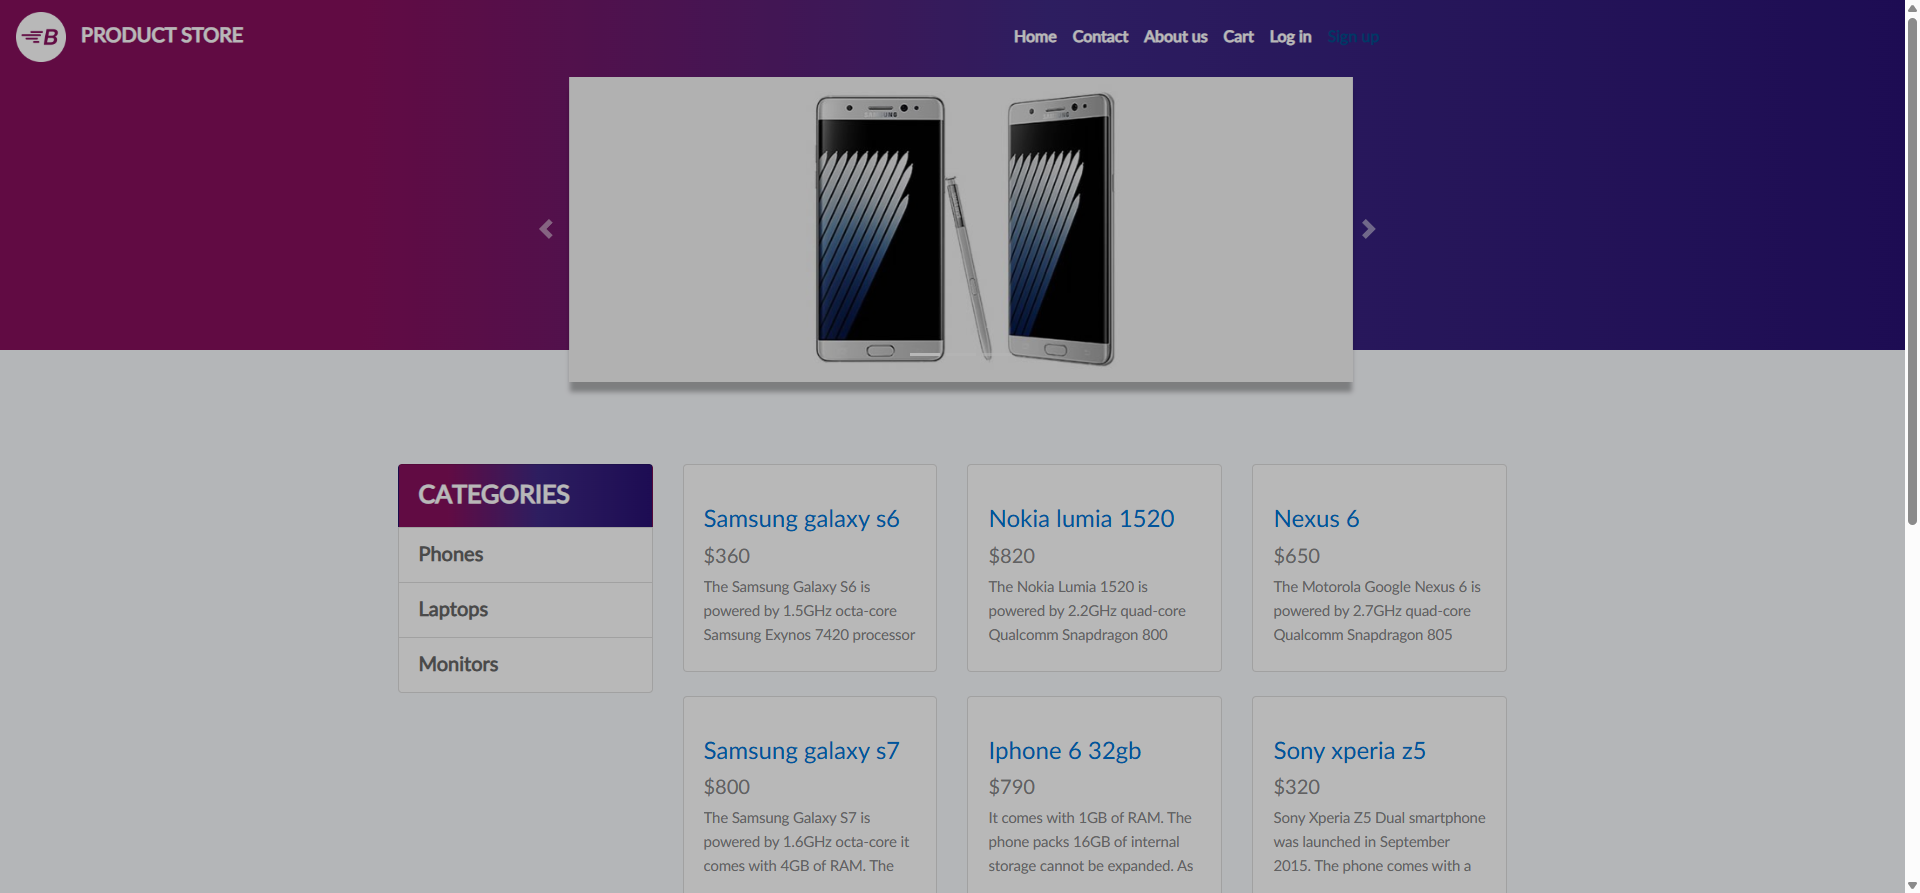 B PRODUCT STORE
Home Contact About us Cart Log in Sign up
SAMSUNG
CATEGORIES
Phones
Laptops
Monitors
Samsung galaxy s6
$360
The Samsung Galaxy S6 is
powered by 1.5GHz octa-core
Samsung Exynos 7420 processor
Nokia lumia 1520
$820
The Nokia Lumia 1520 is
powered by 2.2GHz quad-core
Qualcomm Snapdragon 800
Nexus 6
$650
The Motorola Google Nexus 6 is
powered by 2.7GHz quad-core
Qualcomm Snapdragon 805
Samsung galaxy s7
$800
The Samsung Galaxy S7 is
powered by 1.6GHz octa-core it
comes with 4GB of RAM. The
Iphone 6 32gb
$790
It comes with 1GB of RAM. The
phone packs 16GB of internal
storage cannot be expanded. As
Sony xperia z5
$320
Sony Xperia Z5 Dual smartphone
was launched in September
2015. The phone comes with a